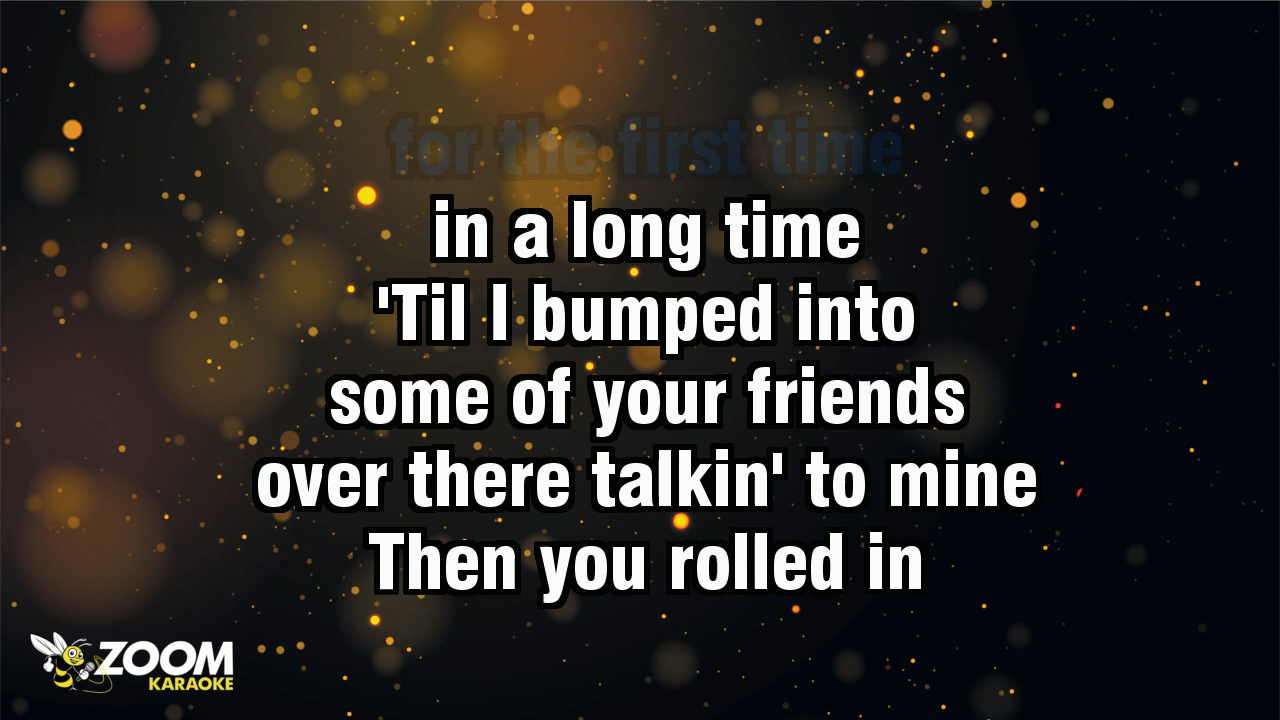 for the first time
in a long time
'Til I bumped into
some of your friends
over there talkin' to mine
Then you rolled in
ZOOM
KARAOKE